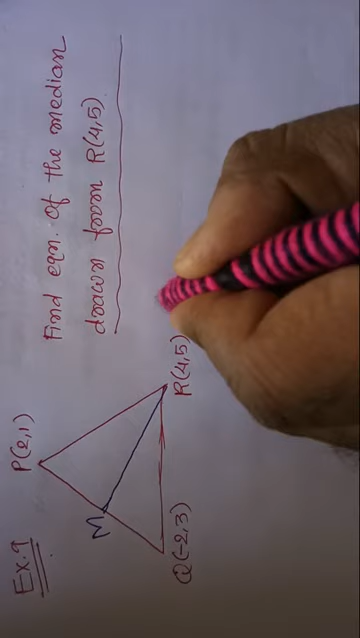 Ex.9
P(2,1)
Find eqn. of the median
drawn from R(4,5)
M
Q(-2,3)
R(4,5)